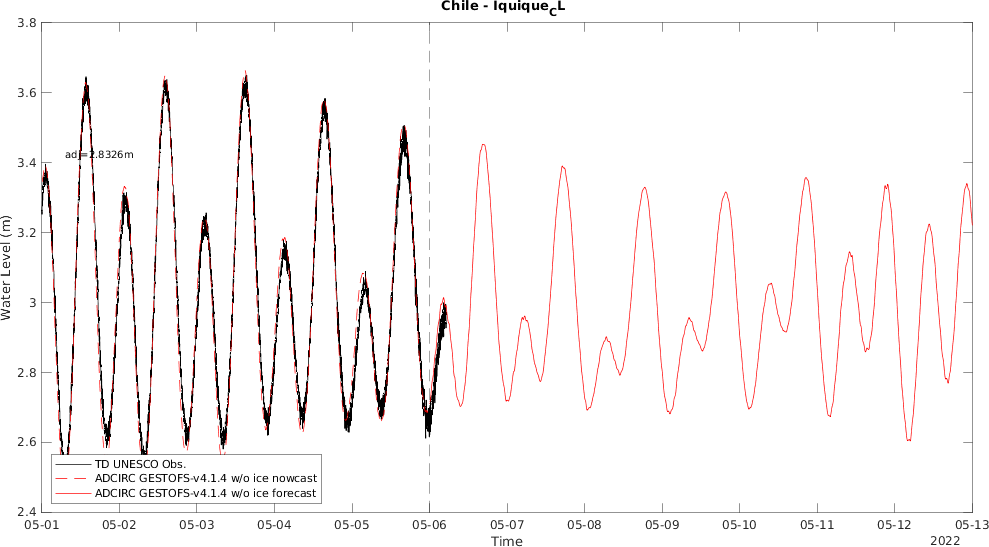 Chile - Iquique_CL
3.8
3.6
3.4
3.2
3
2.8
2.6
2.4
Water Level (m)
adj=2.8326m
TD UNESCO Obs.
ADCIRC GESTOFS-v4.1.4 w/o ice nowcast
ADCIRC GESTOFS-v4.1.4 w/o ice forecast
05-01 05-02 05-03 05-04 05-05 05-06 05-07 05-08 05-09 05-10 05-11 05-12 05-13
Time
2022